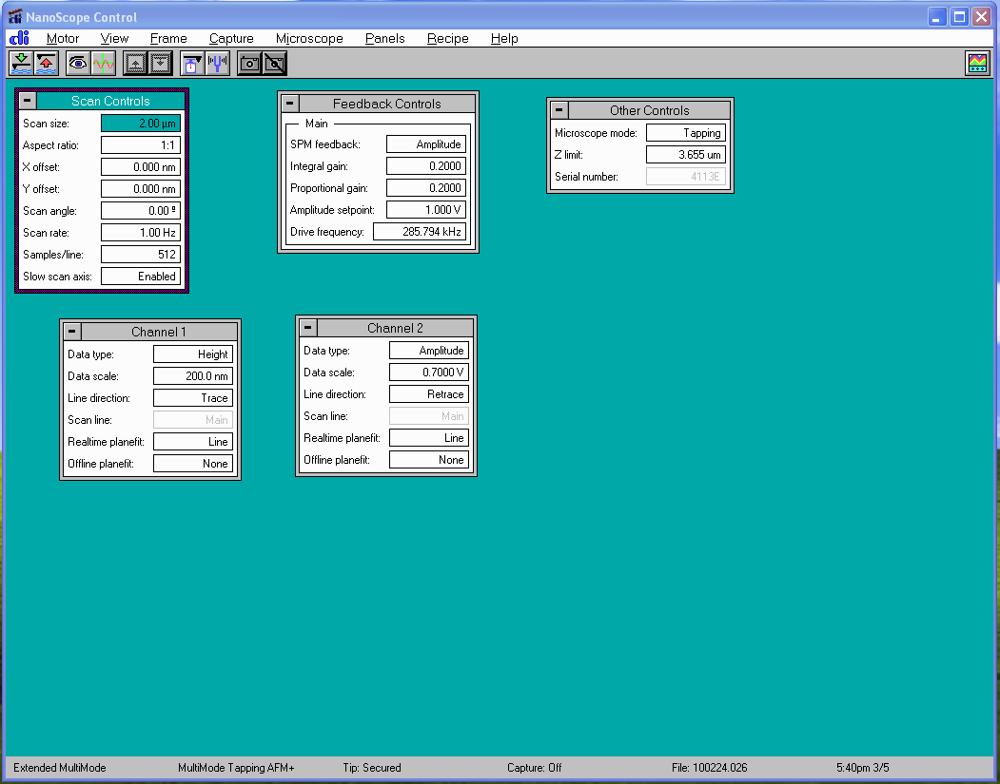 NanoScope Control
di Motor View Frame Capture Microscope Panels Recipe Help
Scan Controls
Scan size: 2.00 µm
Aspect ratio: 1:1
X offset: 0.000 nm
Y offset: 0.000 nm
Scan angle: 0.00 º
Scan rate: 1.00 Hz
Samples/line: 512
Slow scan axis: Enabled
Feedback Controls
Main
SPM feedback: Amplitude
Integral gain: 0.2000
Proportional gain: 0.2000
Amplitude setpoint: 1.000 V
Drive frequency: 285.794 kHz
Other Controls
Microscope mode: Tapping
Z limit: 3.655 um
Serial number: 4113E
Channel 1
Data type: Height
Data scale: 200.0 nm
Line direction: Trace
Scan line: Main
Realtime planefit: Line
Offline planefit: None
Channel 2
Data type: Amplitude
Data scale: 0.7000 V
Line direction: Retrace
Scan line: Main
Realtime planefit: Line
Offline planefit: None
Extended MultiMode MultiMode Tapping AFM+ Tip: Secured Capture: Off File: 100224.026 5:40pm 3/5